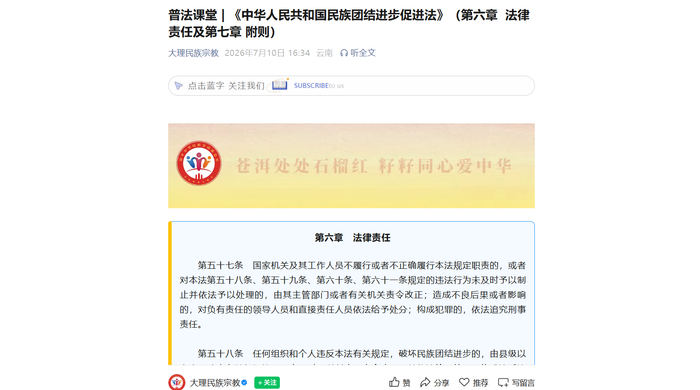 普法课堂 | 《中华人民共和国民族团结进步促进法》（第六章 法律
责任及第七章 附则）
大理民族宗教 2026年7月10日 16:34 云南 听全文
点击蓝字 关注我们 SUBSCRIBE to us
苍洱处处石榴红 籽籽同心爱中华
第六章 法律责任
第五十七条 国家机关及其工作人员不履行或者不正确履行本法规定职责的，或者
对本法第五十八条、第五十九条、第六十条、第六十一条规定的违法行为未及时予以制
止并依法予以处理的，由其主管部门或者有关机关责令改正；造成不良后果或者影响
的，对负有责任的领导人员和直接责任人员依法给予处分；构成犯罪的，依法追究刑事
责任。
第五十八条 任何组织和个人违反本法有关规定，破坏民族团结进步的，由县级以
大理民族宗教 +关注 赞 分享 推荐 写留言